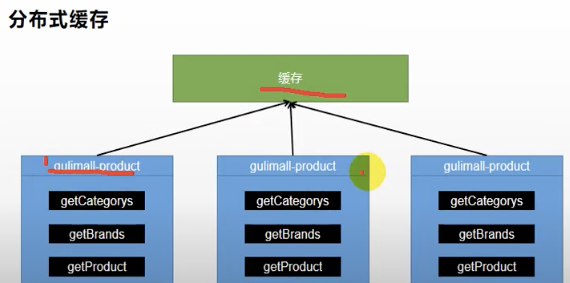 分布式缓存
缓存
gulimall-product gulimall-product gulimall-product
getCategorys getCategorys getCategorys
getBrands getBrands getBrands
getProduct getProduct getProduct